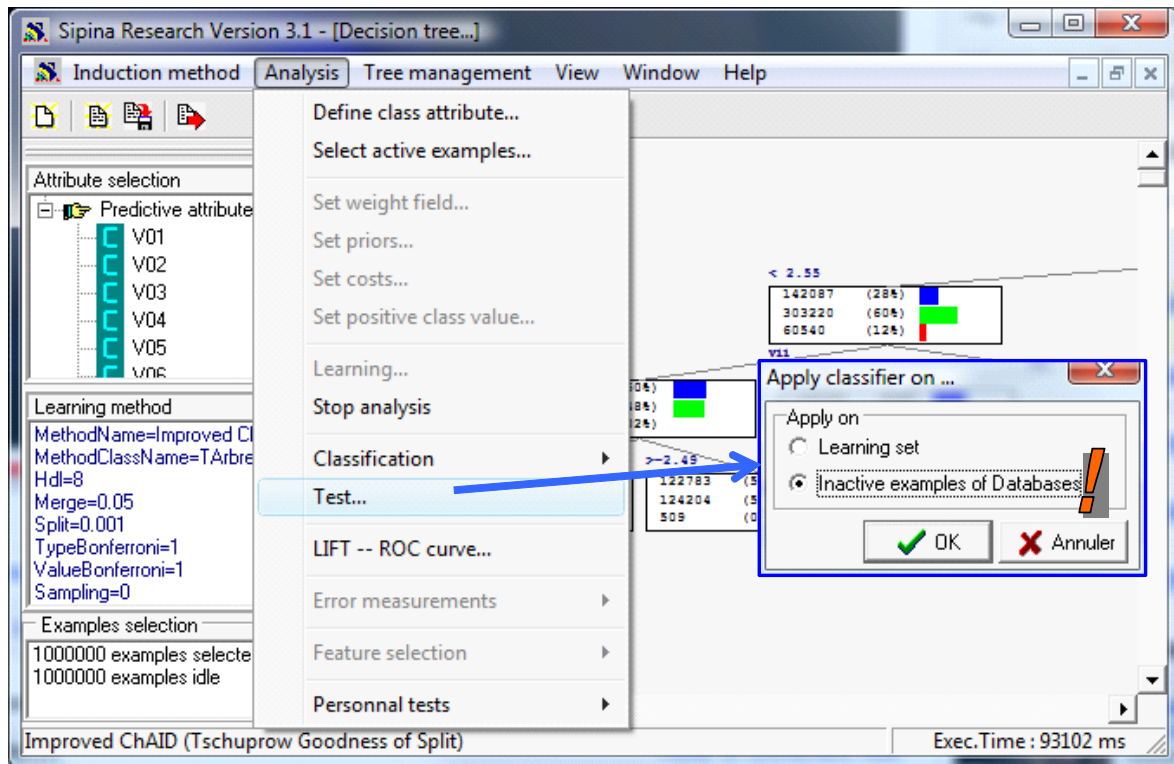 Sipina Research Version 3.1 - [Decision tree...]
Induction method Analysis Tree management View Window Help
Define class attribute...
Select active examples...
Set weight field...
Set priors...
Set costs...
Set positive class value...
Learning...
Stop analysis
Classification
Test...
LIFT -- ROC curve...
Error measurements
Feature selection
Personnal tests
Attribute selection
Predictive attribute
V01
V02
V03
V04
V05
V06
Learning method
MethodName=Improved Cl
MethodClassName=TArbre
Hdl=8
Merge=0.05
Split=0.001
TypeBonferroni=1
ValueBonferroni=1
Sampling=0
Examples selection
1000000 examples selecte
1000000 examples idle
< 2.55
142087 (28%)
303220 (60%)
60540 (12%)
V11
>=2.49
122783 (5
124204 (5
509 (0
Apply classifier on ...
Apply on
Learning set
Inactive examples of Databases
!
OK Annuler
Improved ChAID (Tschuprow Goodness of Split) Exec.Time : 93102 ms